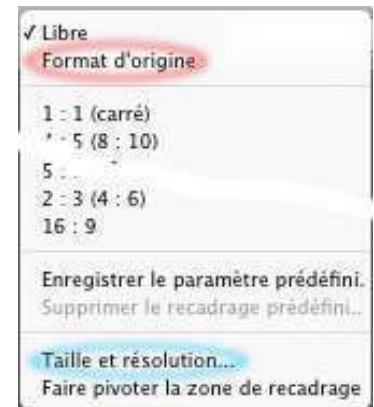 ✓ Libre
Format d'origine
1 : 1 (carré)
: 5 (8 : 10)
5 :
2 : 3 (4 : 6)
16 : 9
Enregistrer le paramètre prédéfini.
Supprimer le recadrage prédéfini..
Taille et résolution...
Faire pivoter la zone de recadrage